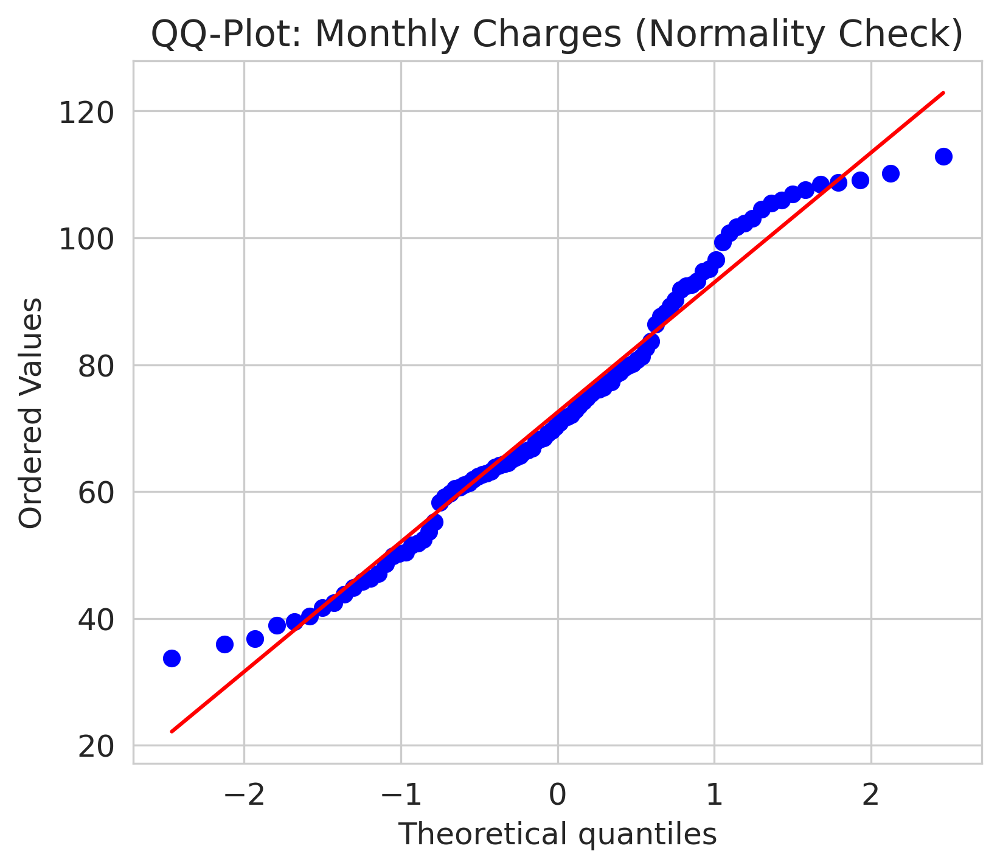 QQ-Plot: Monthly Charges (Normality Check)
Ordered Values
120
100
80
60
40
20
−2 −1 0 1 2
Theoretical quantiles